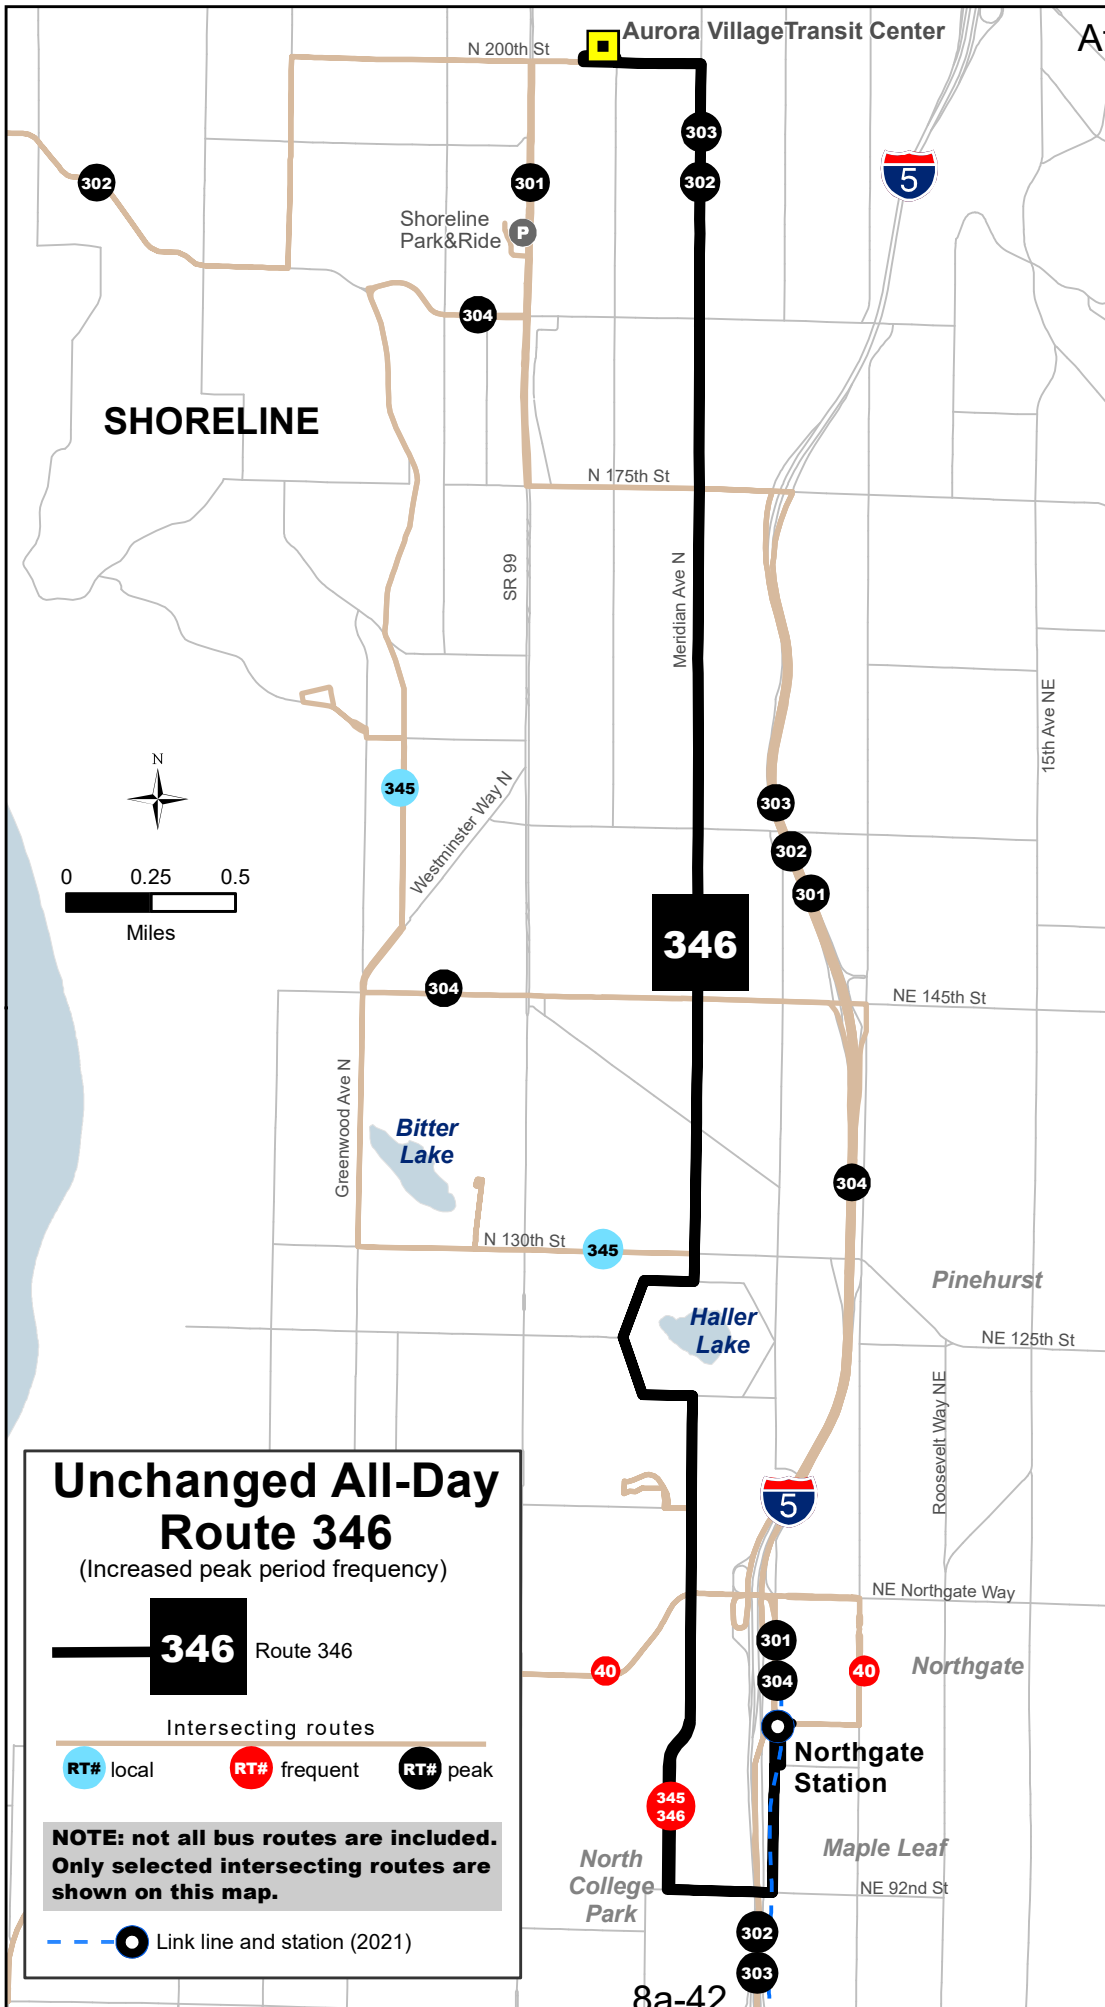 Aurora VillageTransit Center
N 200th St
303
5
302
301
302
Shoreline
Park&Ride
P
304
SHORELINE
N 175th St
SR 99
Meridian Ave N
15th Ave NE
N
345
Westminster Way N
303
302
301
0 0.25 0.5
Miles
346
304
NE 145th St
Greenwood Ave N
Bitter
Lake
304
N 130th St
345
Pinehurst
Haller
Lake
NE 125th St
Roosevelt Way NE
5
Unchanged All-Day
Route 346
(Increased peak period frequency)
346 Route 346
Intersecting routes
RT# local RT# frequent RT# peak
NOTE: not all bus routes are included.
Only selected intersecting routes are
shown on this map.
Link line and station (2021)
NE Northgate Way
301
40
304
40
Northgate
Northgate
Station
345
346
Maple Leaf
North
College
Park
NE 92nd St
302
303
8a-42